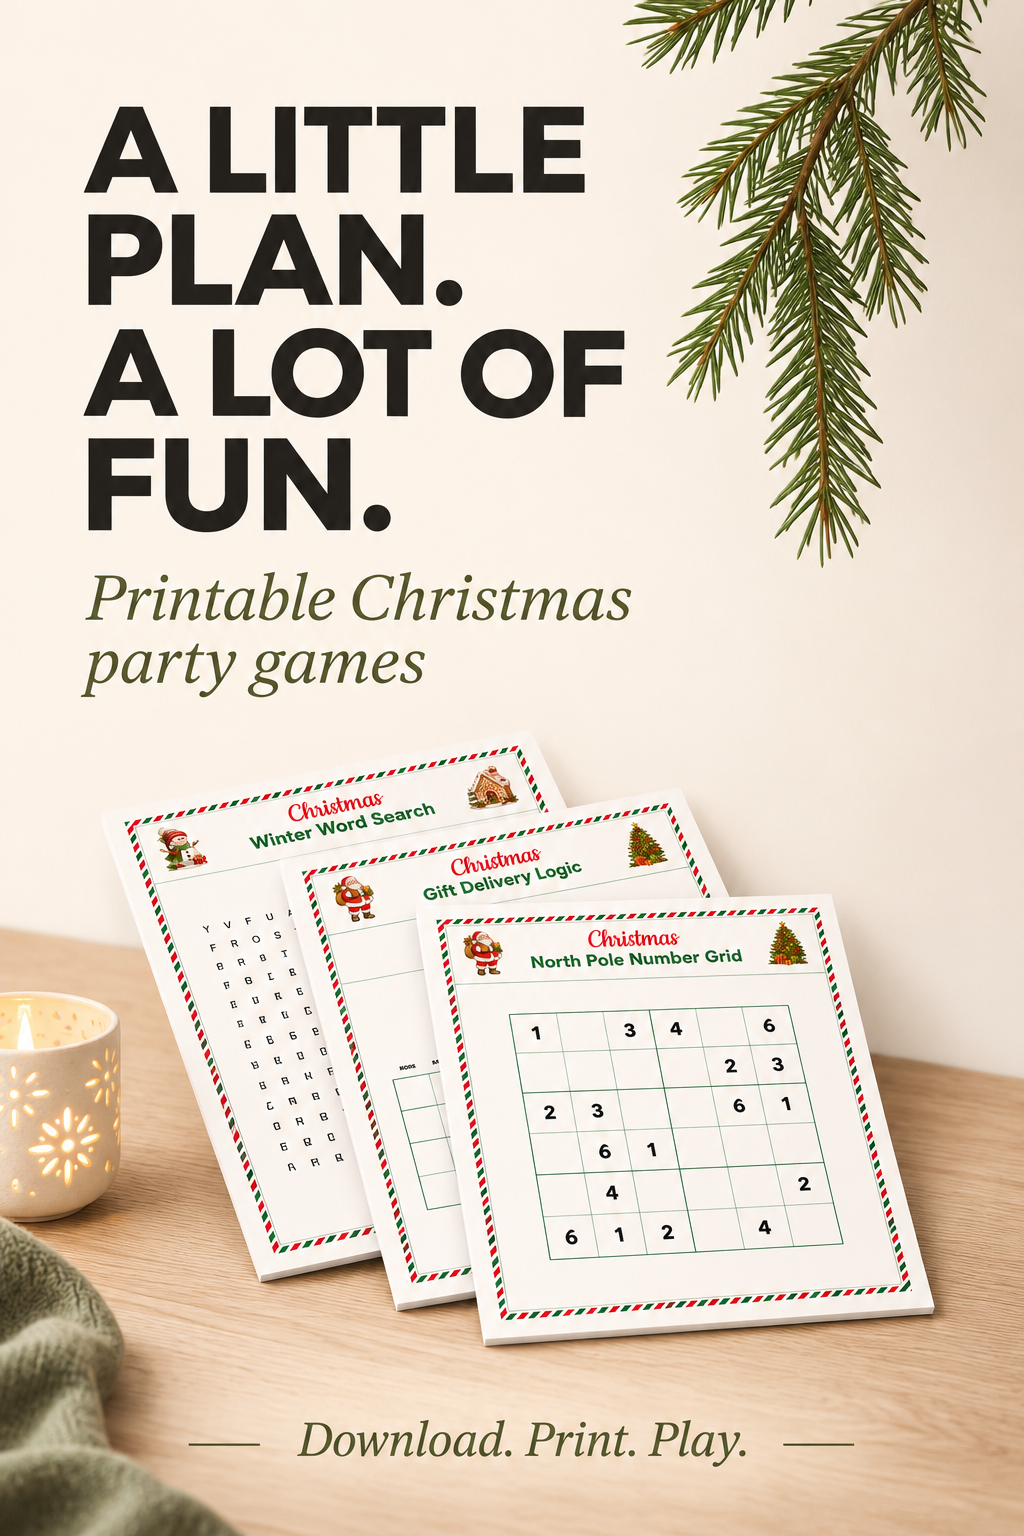 A LITTLE
PLAN.
A LOT OF
FUN.
Printable Christmas
party games
Christmas
Winter Word Search
Christmas
Gift Delivery Logic
Christmas
North Pole Number Grid
Y V F U
F R O S
1 3 4 6
2 3
2 3 6 1
6 1
4 2
6 1 2 4
Download. Print. Play.